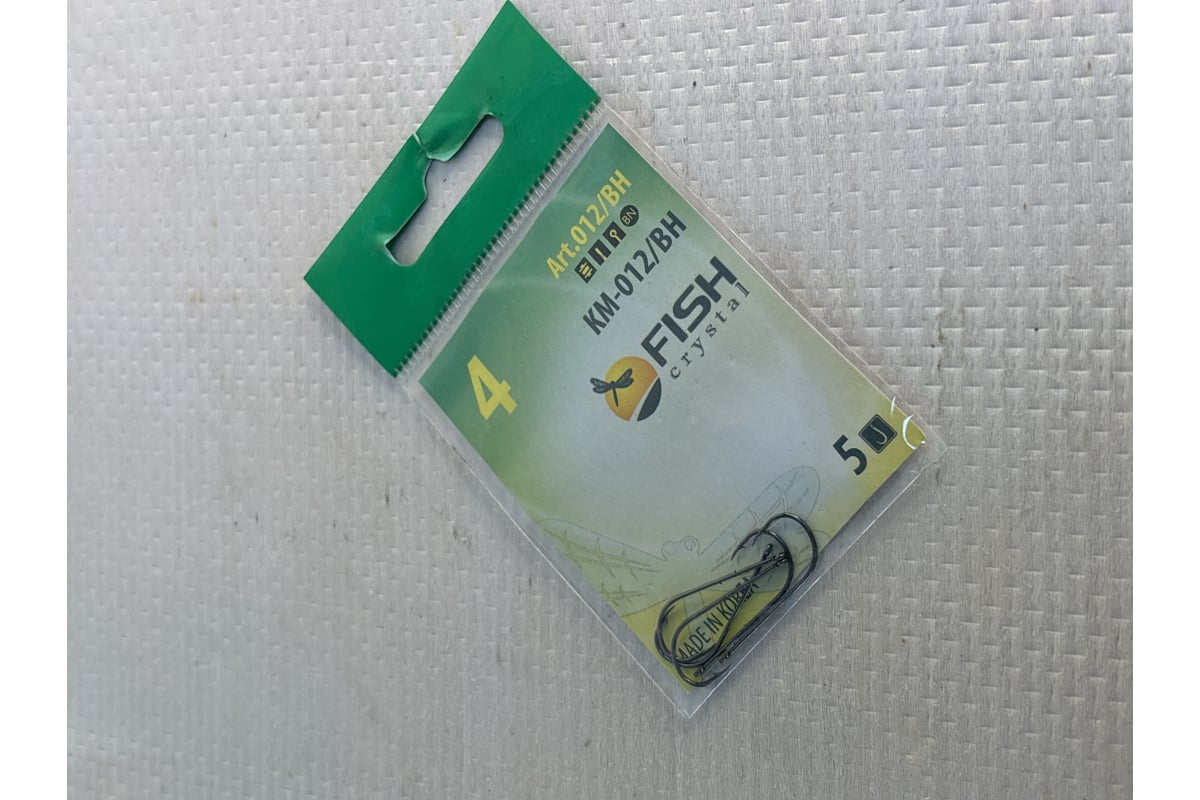 Art.012/BH
BN
KM-012/BH
4
FISH
crystal
5
MADE IN KOREA